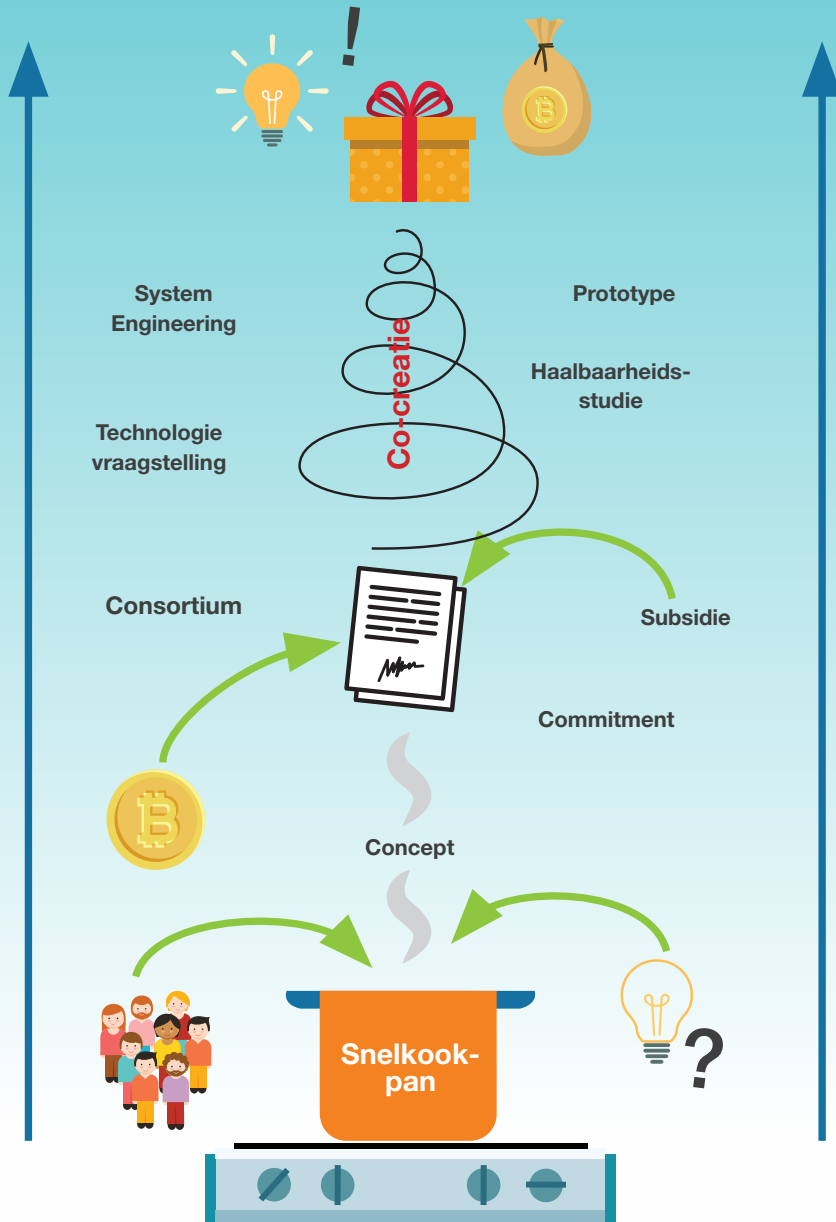 !
System
Engineering
Prototype
Haalbaarheids-
studie
Co-creatie
Technologie
vraagstelling
Consortium
Subsidie
Commitment
Concept
Snelkook-
pan
?